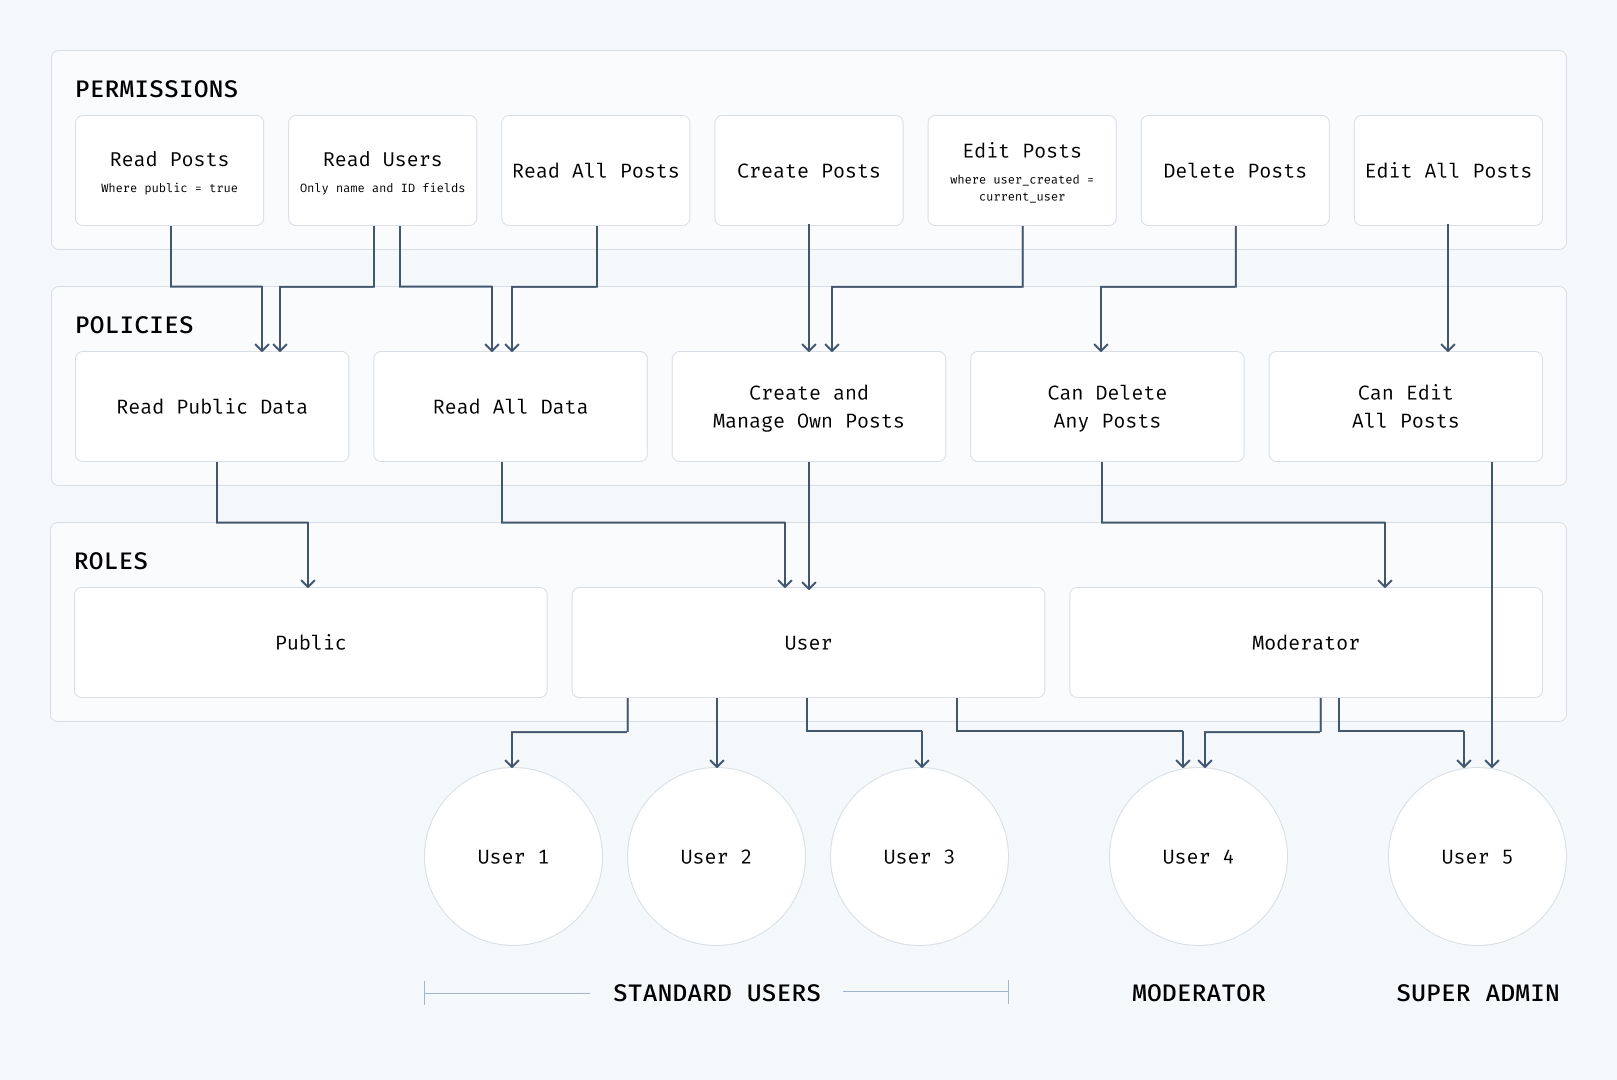 PERMISSIONS
Read Posts
Where public = true
Read Users
Only name and ID fields
Read All Posts
Create Posts
Edit Posts
where user_created =
current_user
Delete Posts
Edit All Posts
POLICIES
Read Public Data
Read All Data
Create and
Manage Own Posts
Can Delete
Any Posts
Can Edit
All Posts
ROLES
Public
User
Moderator
User 1
User 2
User 3
User 4
User 5
STANDARD USERS
MODERATOR
SUPER ADMIN